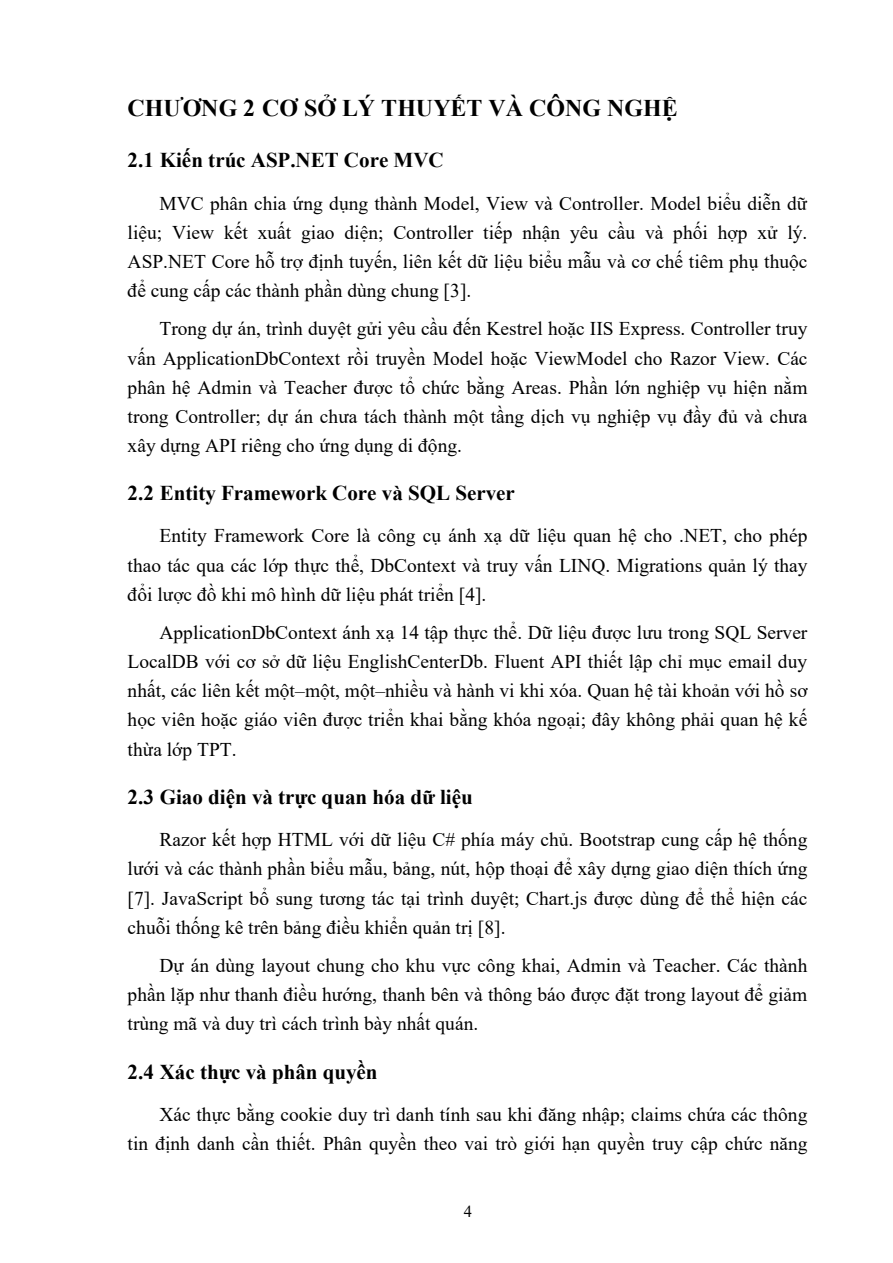 CHƯƠNG 2 CƠ SỞ LÝ THUYẾT VÀ CÔNG NGHỆ
2.1 Kiến trúc ASP.NET Core MVC
MVC phân chia ứng dụng thành Model, View và Controller. Model biểu diễn dữ
liệu; View kết xuất giao diện; Controller tiếp nhận yêu cầu và phối hợp xử lý.
ASP.NET Core hỗ trợ định tuyến, liên kết dữ liệu biểu mẫu và cơ chế tiêm phụ thuộc
để cung cấp các thành phần dùng chung [3].
Trong dự án, trình duyệt gửi yêu cầu đến Kestrel hoặc IIS Express. Controller truy
vấn ApplicationDbContext rồi truyền Model hoặc ViewModel cho Razor View. Các
phân hệ Admin và Teacher được tổ chức bằng Areas. Phần lớn nghiệp vụ hiện nằm
trong Controller; dự án chưa tách thành một tầng dịch vụ nghiệp vụ đầy đủ và chưa
xây dựng API riêng cho ứng dụng di động.
2.2 Entity Framework Core và SQL Server
Entity Framework Core là công cụ ánh xạ dữ liệu quan hệ cho .NET, cho phép
thao tác qua các lớp thực thể, DbContext và truy vấn LINQ. Migrations quản lý thay
đổi lược đồ khi mô hình dữ liệu phát triển [4].
ApplicationDbContext ánh xạ 14 tập thực thể. Dữ liệu được lưu trong SQL Server
LocalDB với cơ sở dữ liệu EnglishCenterDb. Fluent API thiết lập chỉ mục email duy
nhất, các liên kết một–một, một–nhiều và hành vi khi xóa. Quan hệ tài khoản với hồ sơ
học viên hoặc giáo viên được triển khai bằng khóa ngoại; đây không phải quan hệ kế
thừa lớp TPT.
2.3 Giao diện và trực quan hóa dữ liệu
Razor kết hợp HTML với dữ liệu C# phía máy chủ. Bootstrap cung cấp hệ thống
lưới và các thành phần biểu mẫu, bảng, nút, hộp thoại để xây dựng giao diện thích ứng
[7]. JavaScript bổ sung tương tác tại trình duyệt; Chart.js được dùng để thể hiện các
chuỗi thống kê trên bảng điều khiển quản trị [8].
Dự án dùng layout chung cho khu vực công khai, Admin và Teacher. Các thành
phần lặp như thanh điều hướng, thanh bên và thông báo được đặt trong layout để giảm
trùng mã và duy trì cách trình bày nhất quán.
2.4 Xác thực và phân quyền
Xác thực bằng cookie duy trì danh tính sau khi đăng nhập; claims chứa các thông
tin định danh cần thiết. Phân quyền theo vai trò giới hạn quyền truy cập chức năng
4